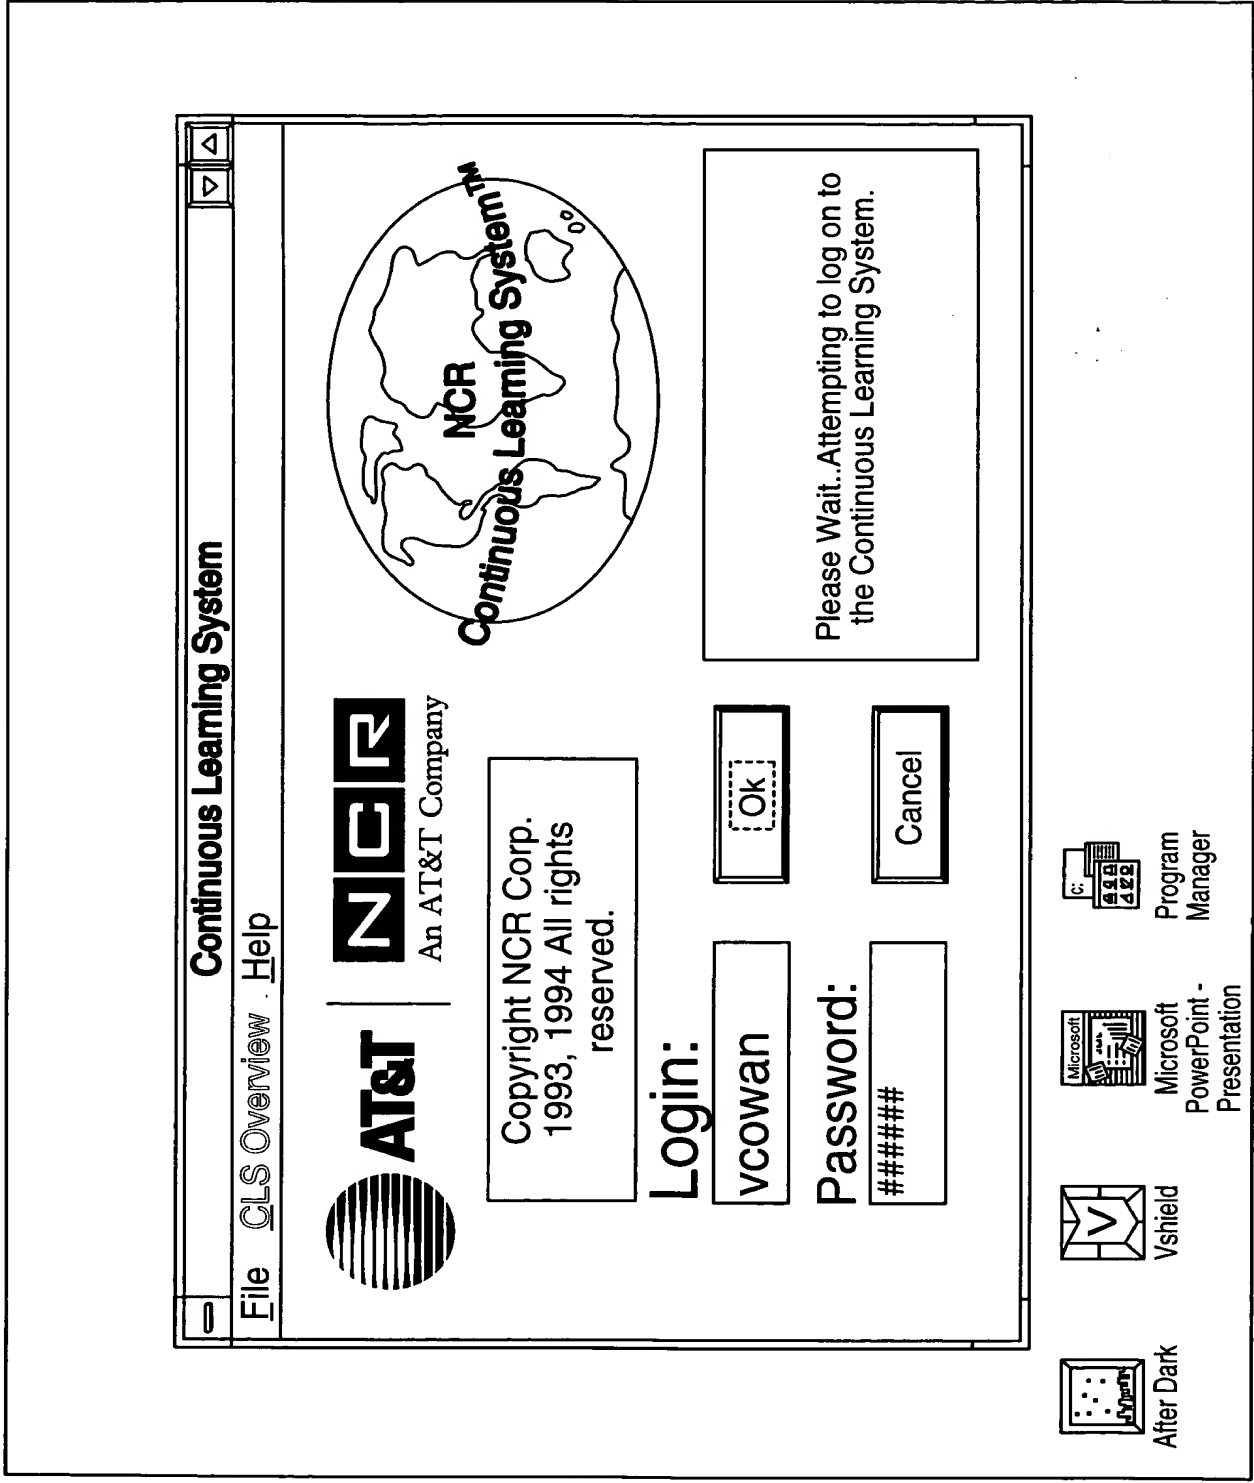 Continuous Learning System
File CLS Overview Help
AT&T
NCR
An AT&T Company
NCR
Continuous Learning System™
Copyright NCR Corp.
1993, 1994 All rights
reserved.
Login:
vcowan
Ok
Password:
######
Cancel
Please Wait..Attempting to log on to
the Continuous Learning System.
After Dark
V
Vshield
Microsoft
Microsoft
PowerPoint -
Presentation
c:
Program
Manager